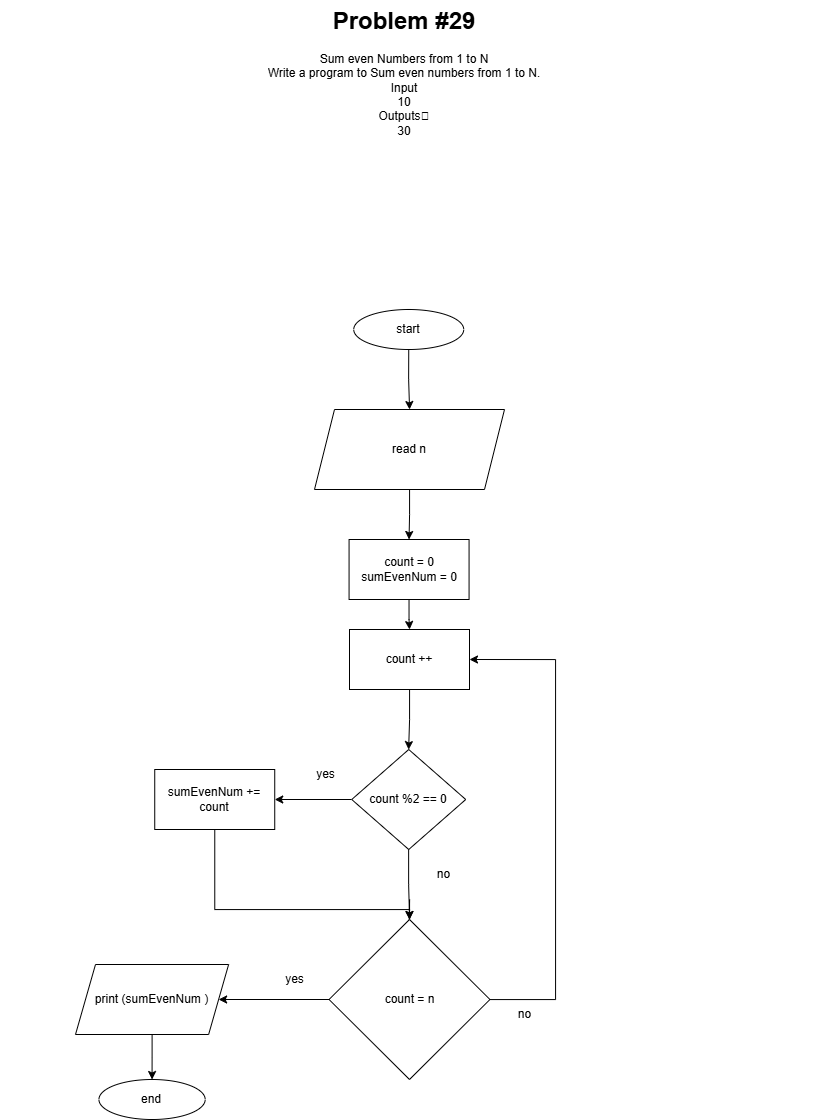 Problem #29
Sum even Numbers from 1 to N
Write a program to Sum even numbers from 1 to N.
Input
10
Outputs
30
start
read n
count = 0
sumEvenNum = 0
count ++
count %2 == 0
yes
sumEvenNum +=
count
no
count = n
yes
no
print (sumEvenNum )
end